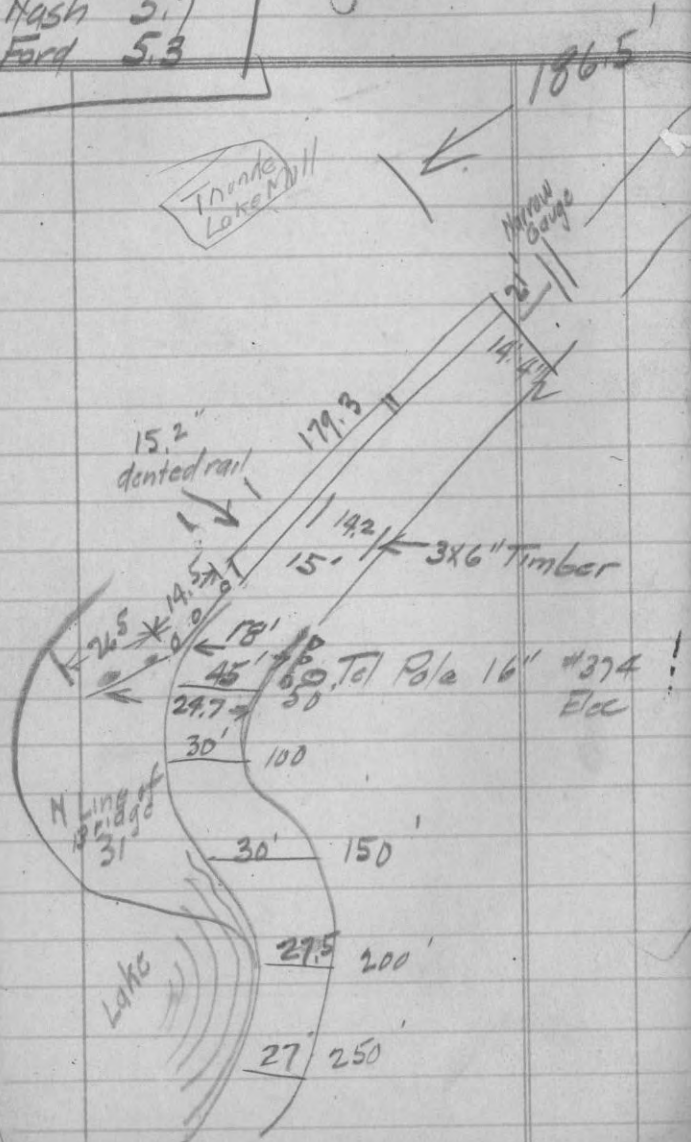 Nash 5.
Ford 5.3
186.5'
Thunde
Lake Mill
Narrow
Gauge
21'
14'4"
179.3
15.2"
dented rail
14.2
15'
3x6" Timber
14.5
26.5
18'
45'
24.7
50
Tel Pole 16" #374
Elec
30' 100
N Line of
Bridge
31
30' 150'
27.5 200'
Lake
27' 250'